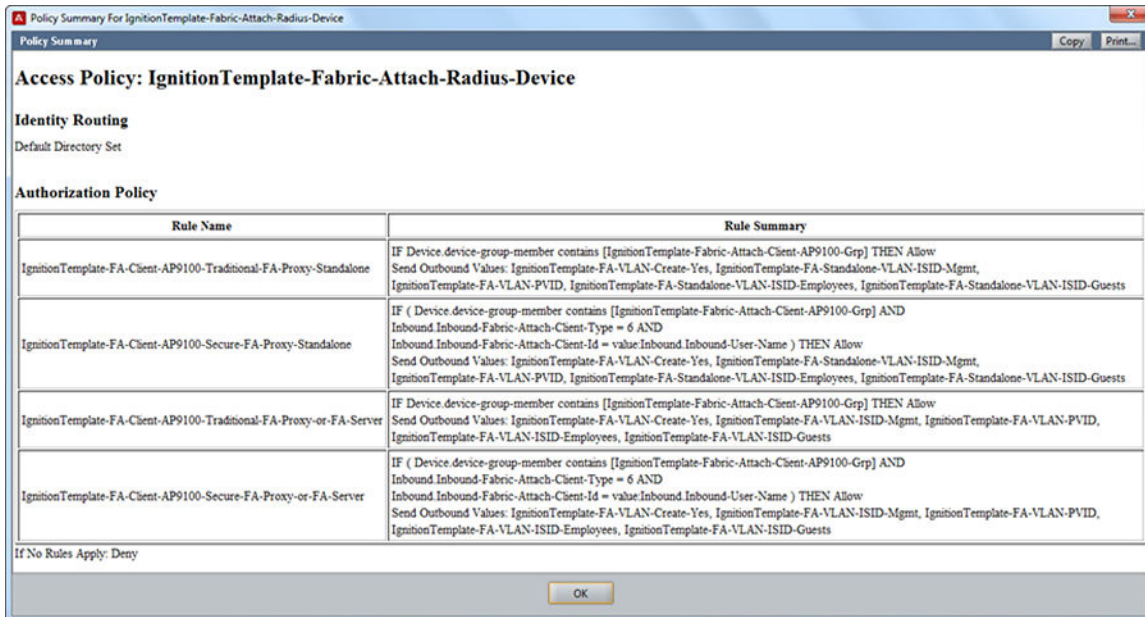 Policy Summary For IgnitionTemplate-Fabric-Attach-Radius-Device
Policy Summary
Copy
Print...
Access Policy: IgnitionTemplate-Fabric-Attach-Radius-Device
Identity Routing
Default Directory Set
Authorization Policy
Rule Name
Rule Summary
IgnitionTemplate-FA-Client-AP9100-Traditional-FA-Proxy-Standalone
IF Device.device-group-member contains [IgnitionTemplate-Fabric-Attach-Client-AP9100-Grp] THEN Allow
Send Outbound Values: IgnitionTemplate-FA-VLAN-Create-Yes, IgnitionTemplate-FA-Standalone-VLAN-ISID-Mgmt,
IgnitionTemplate-FA-VLAN-PVID, IgnitionTemplate-FA-Standalone-VLAN-ISID-Employees, IgnitionTemplate-FA-Standalone-VLAN-ISID-Guests
IgnitionTemplate-FA-Client-AP9100-Secure-FA-Proxy-Standalone
IF ( Device.device-group-member contains [IgnitionTemplate-Fabric-Attach-Client-AP9100-Grp] AND
Inbound.Inbound-Fabric-Attach-Client-Type = 6 AND
Inbound.Inbound-Fabric-Attach-Client-Id = value:Inbound.Inbound-User-Name ) THEN Allow
Send Outbound Values: IgnitionTemplate-FA-VLAN-Create-Yes, IgnitionTemplate-FA-Standalone-VLAN-ISID-Mgmt,
IgnitionTemplate-FA-VLAN-PVID, IgnitionTemplate-FA-Standalone-VLAN-ISID-Employees, IgnitionTemplate-FA-Standalone-VLAN-ISID-Guests
IgnitionTemplate-FA-Client-AP9100-Traditional-FA-Proxy-or-FA-Server
IF Device.device-group-member contains [IgnitionTemplate-Fabric-Attach-Client-AP9100-Grp] THEN Allow
Send Outbound Values: IgnitionTemplate-FA-VLAN-Create-Yes, IgnitionTemplate-FA-VLAN-ISID-Mgmt, IgnitionTemplate-FA-VLAN-PVID,
IgnitionTemplate-FA-VLAN-ISID-Employees, IgnitionTemplate-FA-VLAN-ISID-Guests
IgnitionTemplate-FA-Client-AP9100-Secure-FA-Proxy-or-FA-Server
IF ( Device.device-group-member contains [IgnitionTemplate-Fabric-Attach-Client-AP9100-Grp] AND
Inbound.Inbound-Fabric-Attach-Client-Type = 6 AND
Inbound.Inbound-Fabric-Attach-Client-Id = value:Inbound.Inbound-User-Name ) THEN Allow
Send Outbound Values: IgnitionTemplate-FA-VLAN-Create-Yes, IgnitionTemplate-FA-VLAN-ISID-Mgmt, IgnitionTemplate-FA-VLAN-PVID,
IgnitionTemplate-FA-VLAN-ISID-Employees, IgnitionTemplate-FA-VLAN-ISID-Guests
If No Rules Apply: Deny
OK